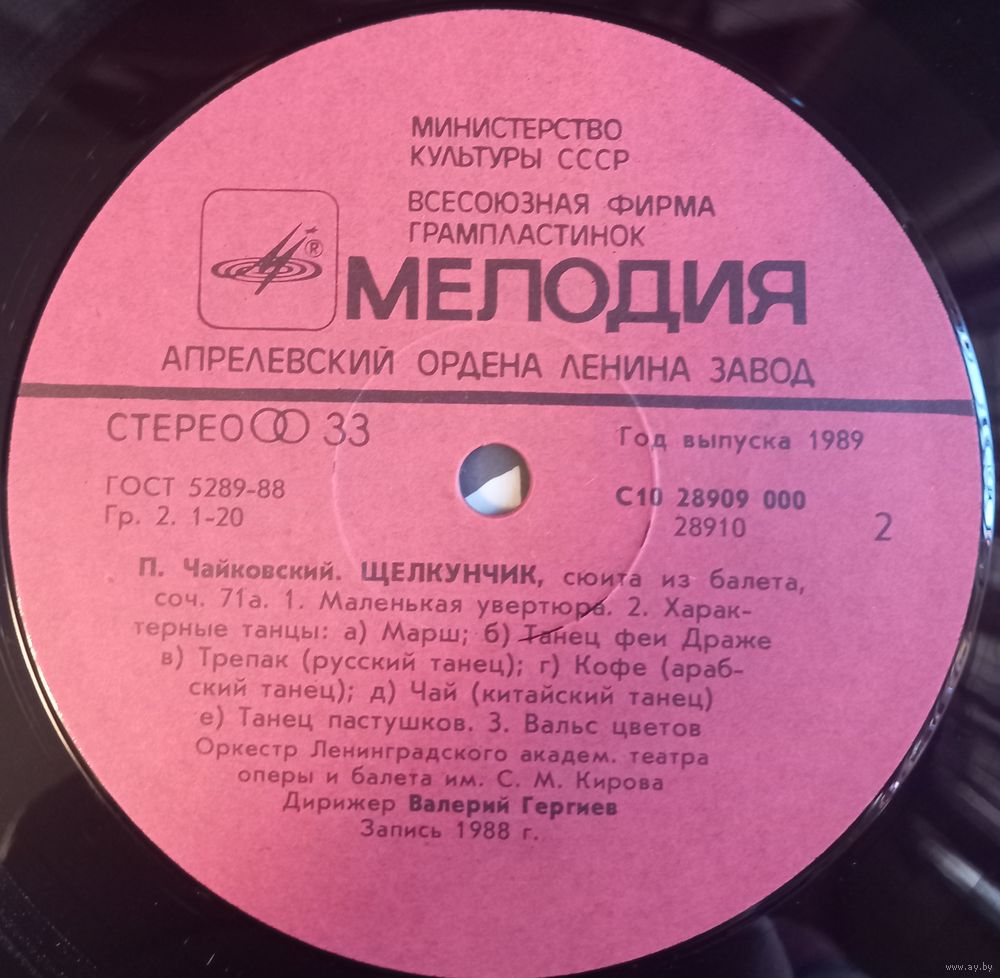 МИНИСТЕРСТВО
КУЛЬТУРЫ СССР
ВСЕСОЮЗНАЯ ФИРМА
ГРАМПЛАСТИНОК
®
МЕЛОДИЯ
АПРЕЛЕВСКИЙ ОРДЕНА ЛЕНИНА ЗАВОД
СТЕРЕО 33
Год выпуска 1989
ГОСТ 5289-88
Гр. 2. 1-20
С10 28909 000
28910
2
П. Чайковский. ЩЕЛКУНЧИК, сюита из балета,
соч. 71а. 1. Маленькая увертюра. 2. Харак-
терные танцы: а) Марш; б) Танец феи Драже
в) Трепак (русский танец); г) Кофе (араб-
ский танец); д) Чай (китайский танец)
е) Танец пастушков. 3. Вальс цветов
Оркестр Ленинградского академ. театра
оперы и балета им. С. М. Кирова
Дирижер Валерий Гергиев
Запись 1988 г.
www.ay.by